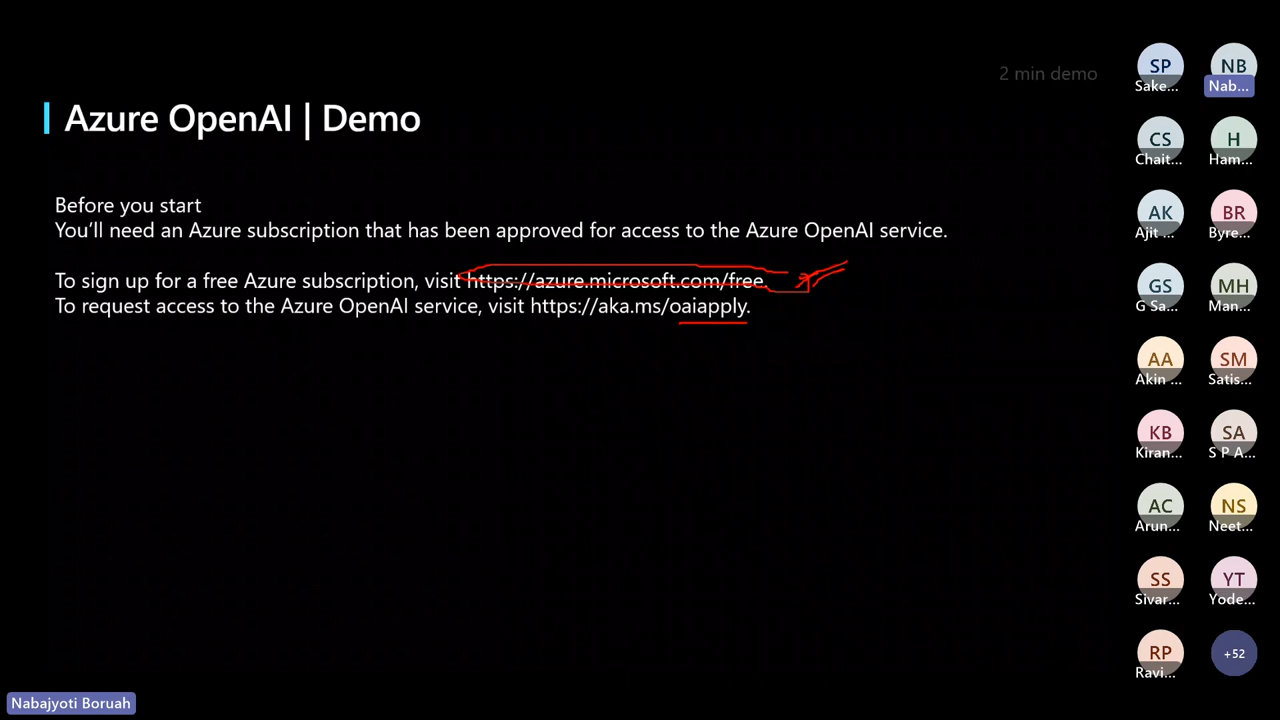 2 min demo
Azure OpenAI | Demo
Before you start
You'll need an Azure subscription that has been approved for access to the Azure OpenAI service.
To sign up for a free Azure subscription, visit https://azure.microsoft.com/free.
To request access to the Azure OpenAI service, visit https://aka.ms/oaiapply.
SP NB
Sake... Nab...
CS H
Chait... Ham...
AK BR
Ajit ... Byre...
GS MH
G Sa... Man...
AA SM
Akin ... Satis...
KB SA
Kiran... S P A...
AC NS
Arun... Neet...
SS YT
Sivar... Yode...
RP +52
Ravi...
Nabajyoti Boruah